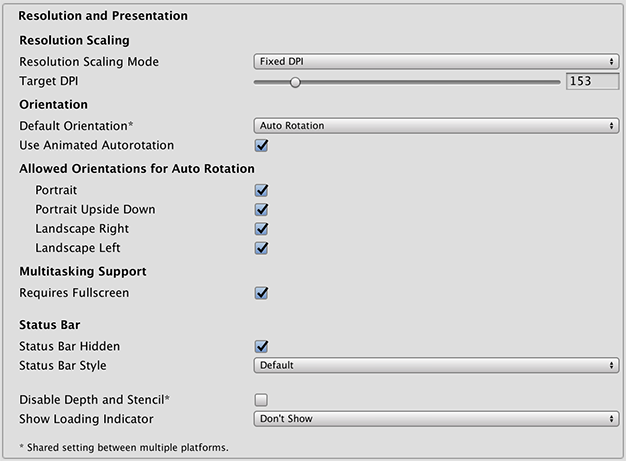 Resolution and Presentation
Resolution Scaling
Resolution Scaling Mode Fixed DPI
Target DPI 153
Orientation
Default Orientation* Auto Rotation
Use Animated Autorotation
Allowed Orientations for Auto Rotation
Portrait
Portrait Upside Down
Landscape Right
Landscape Left
Multitasking Support
Requires Fullscreen
Status Bar
Status Bar Hidden
Status Bar Style Default
Disable Depth and Stencil*
Show Loading Indicator Don't Show
* Shared setting between multiple platforms.